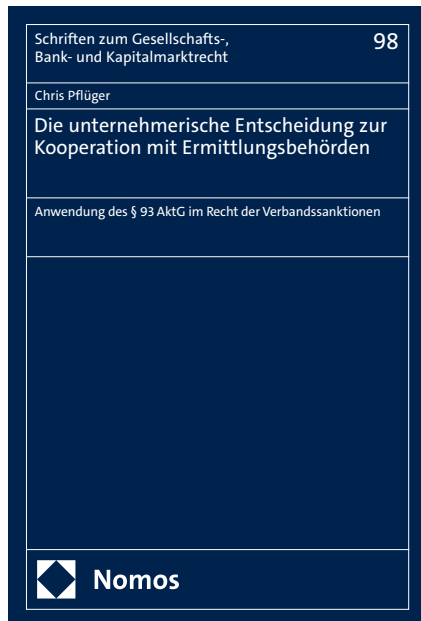 Schriften zum Gesellschafts-,
Bank- und Kapitalmarktrecht
98
Chris Pflüger
Die unternehmerische Entscheidung zur
Kooperation mit Ermittlungsbehörden
Anwendung des § 93 AktG im Recht der Verbandssanktionen
Nomos